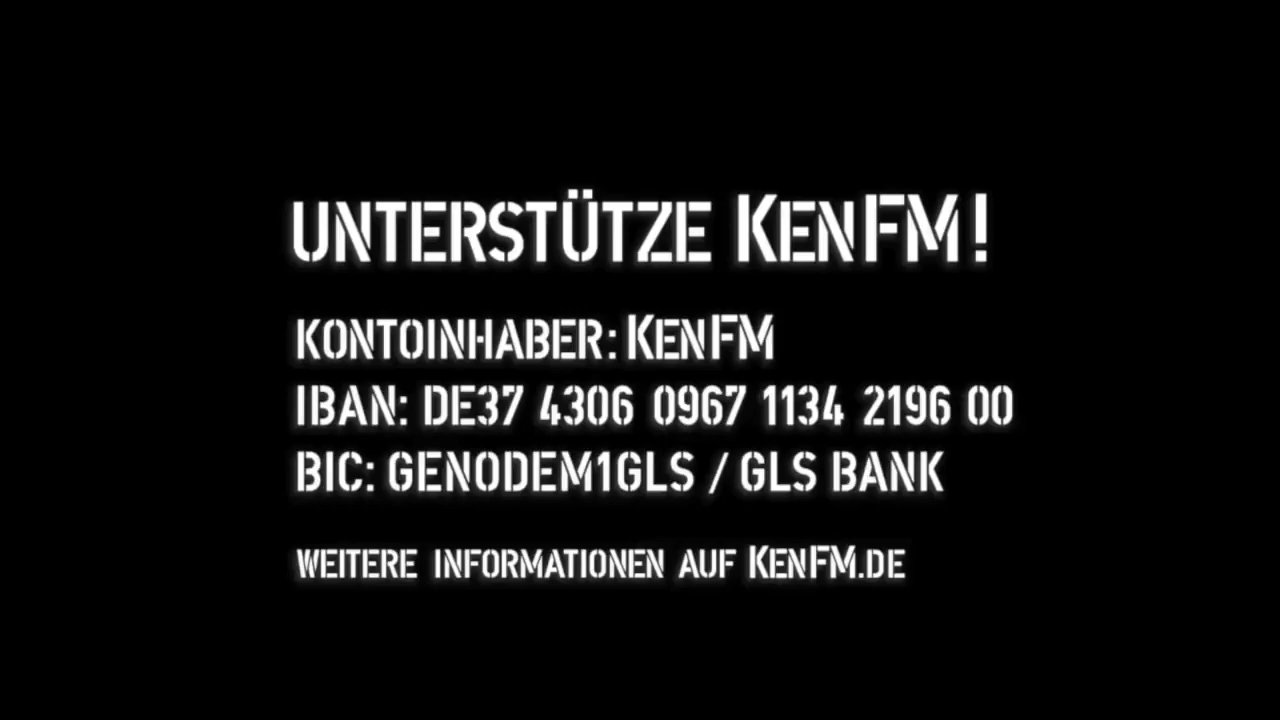 UNTERSTÜTZE KENFM!
KONTOINHABER: KENFM
IBAN: DE37 4306 0967 1134 2196 00
BIC: GENODEM1GLS / GLS BANK
WEITERE INFORMATIONEN AUF KENFM.DE